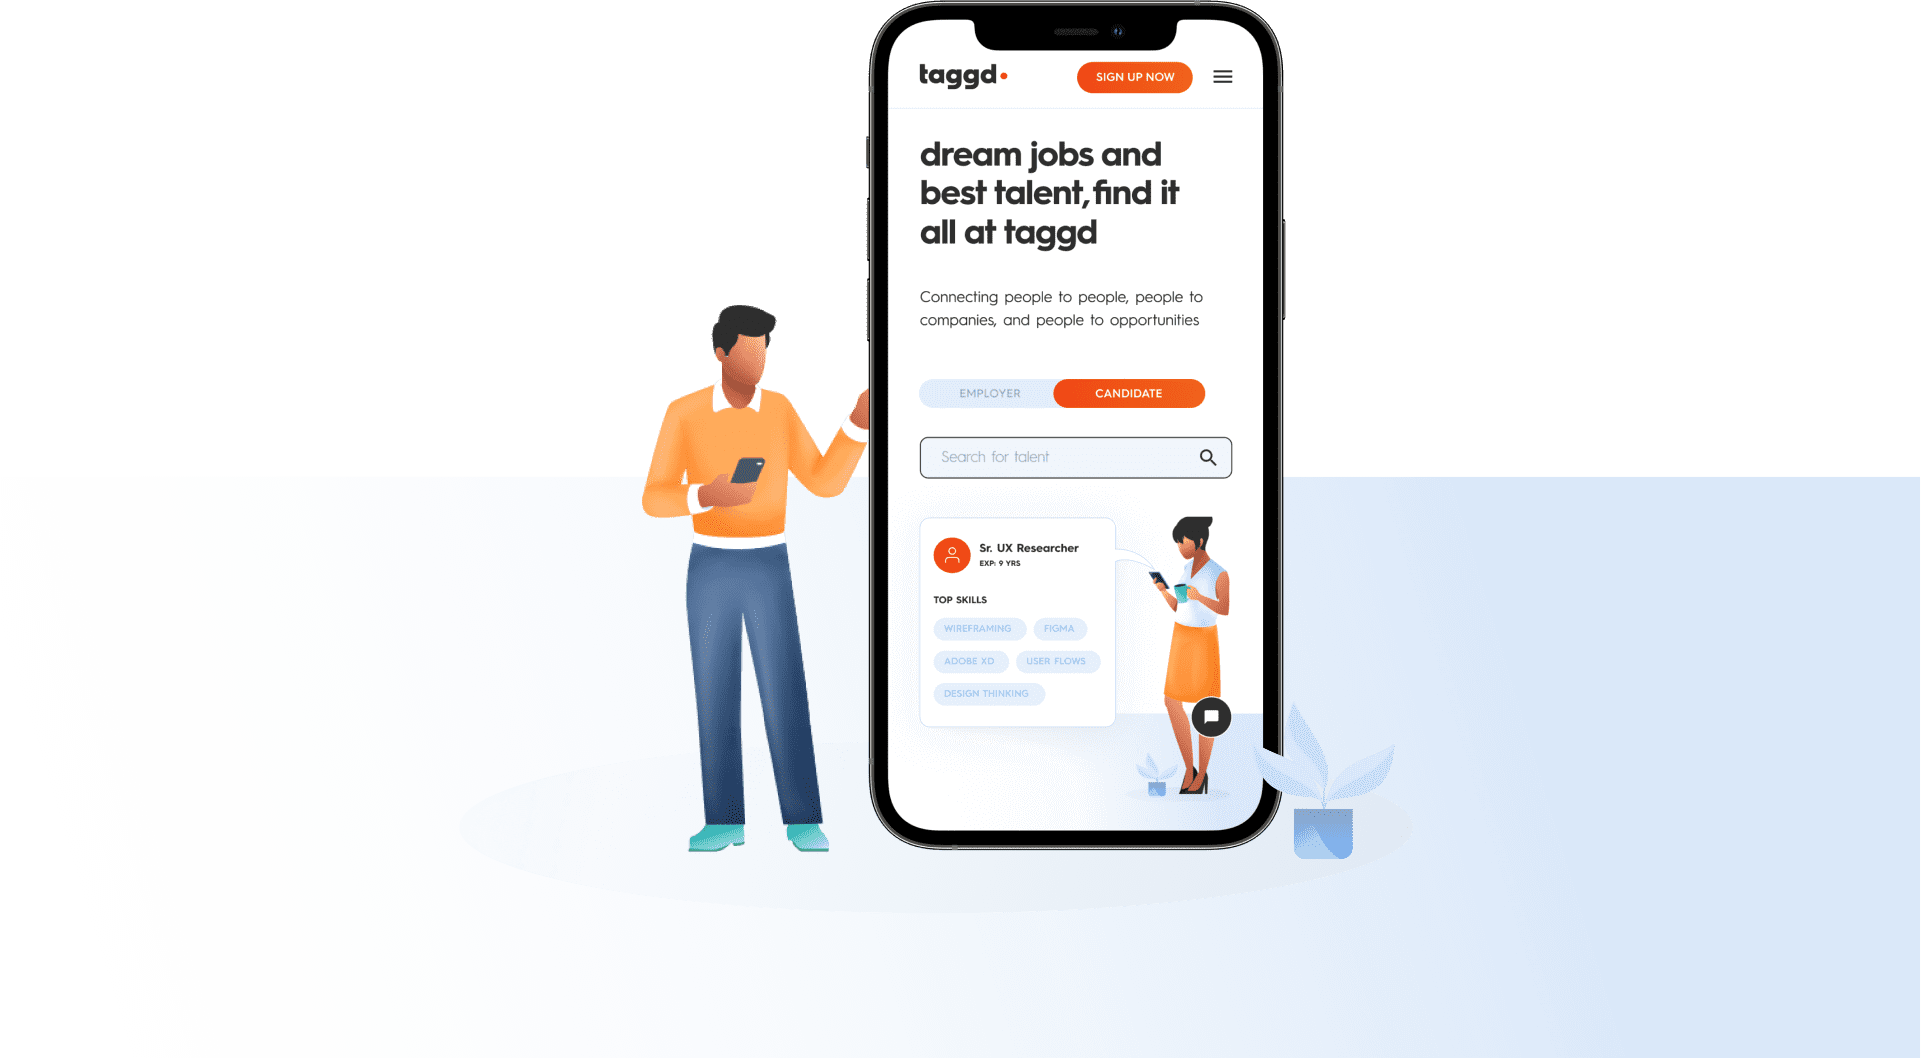 taggd
SIGN UP NOW
dream jobs and
best talent, find it
all at taggd
Connecting people to people, people to
companies, and people to opportunities
EMPLOYER
CANDIDATE
Search for talent
Sr. UX Researcher
EXP: 9 YRS
TOP SKILLS
WIREFRAMING
FIGMA
ADOBE XD
USER FLOWS
DESIGN THINKING